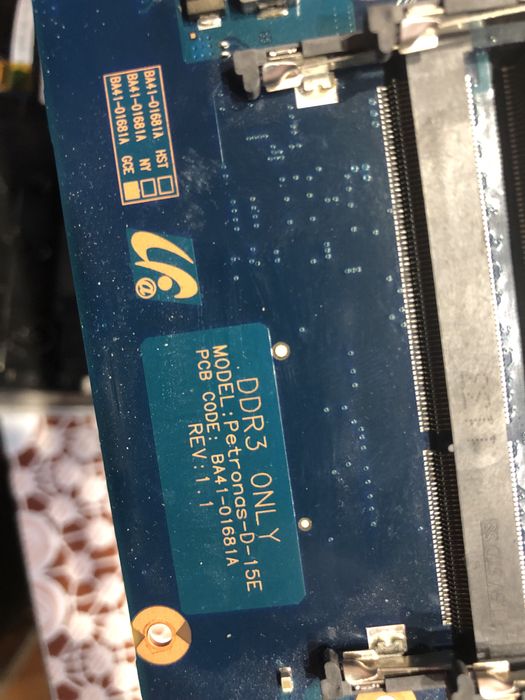 BA41-01681A HST
BA41-01681A NY
BA41-01681A GCE
@
DDR3 ONLY
MODEL:Petronas-D-15E
PCB CODE: BA41-01681A
REV:1.1